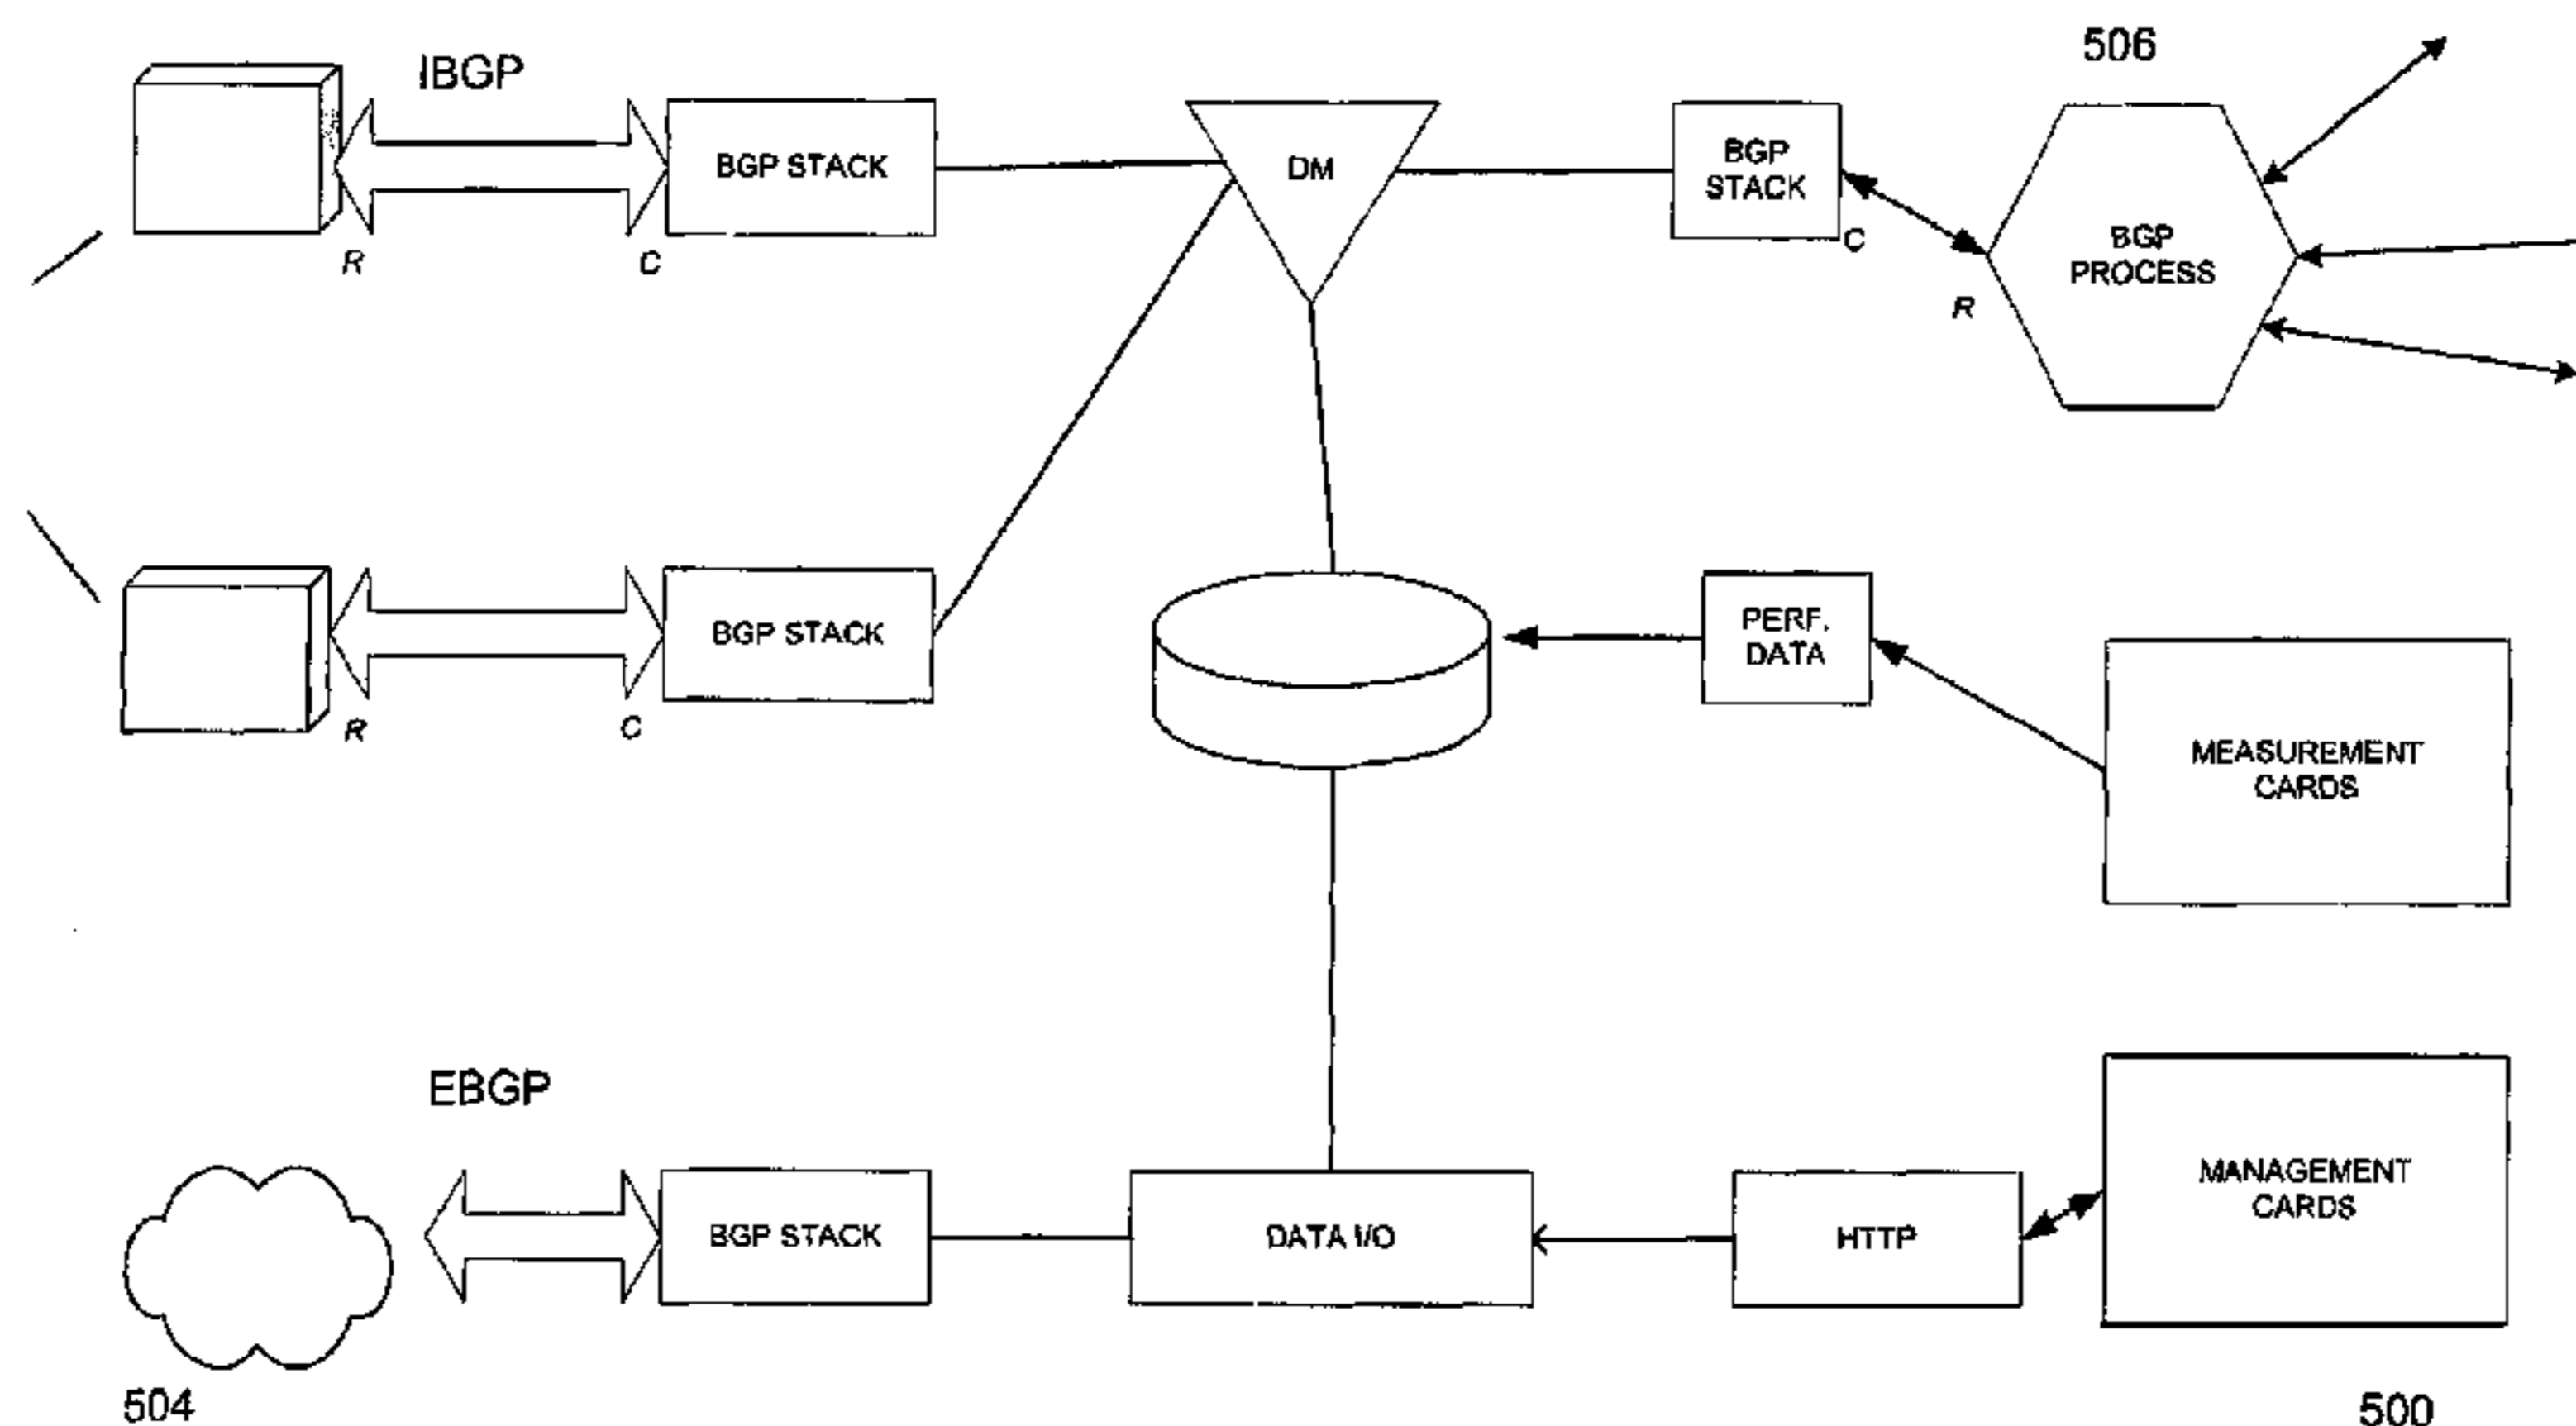 506
IBGP
BGP STACK
DM
BGP
STACK
BGP
PROCESS
R
C
C
R
BGP STACK
PERF.
DATA
R
C
MEASUREMENT
CARDS
EBGP
BGP STACK
DATA I/O
HTTP
MANAGEMENT
CARDS
504
500